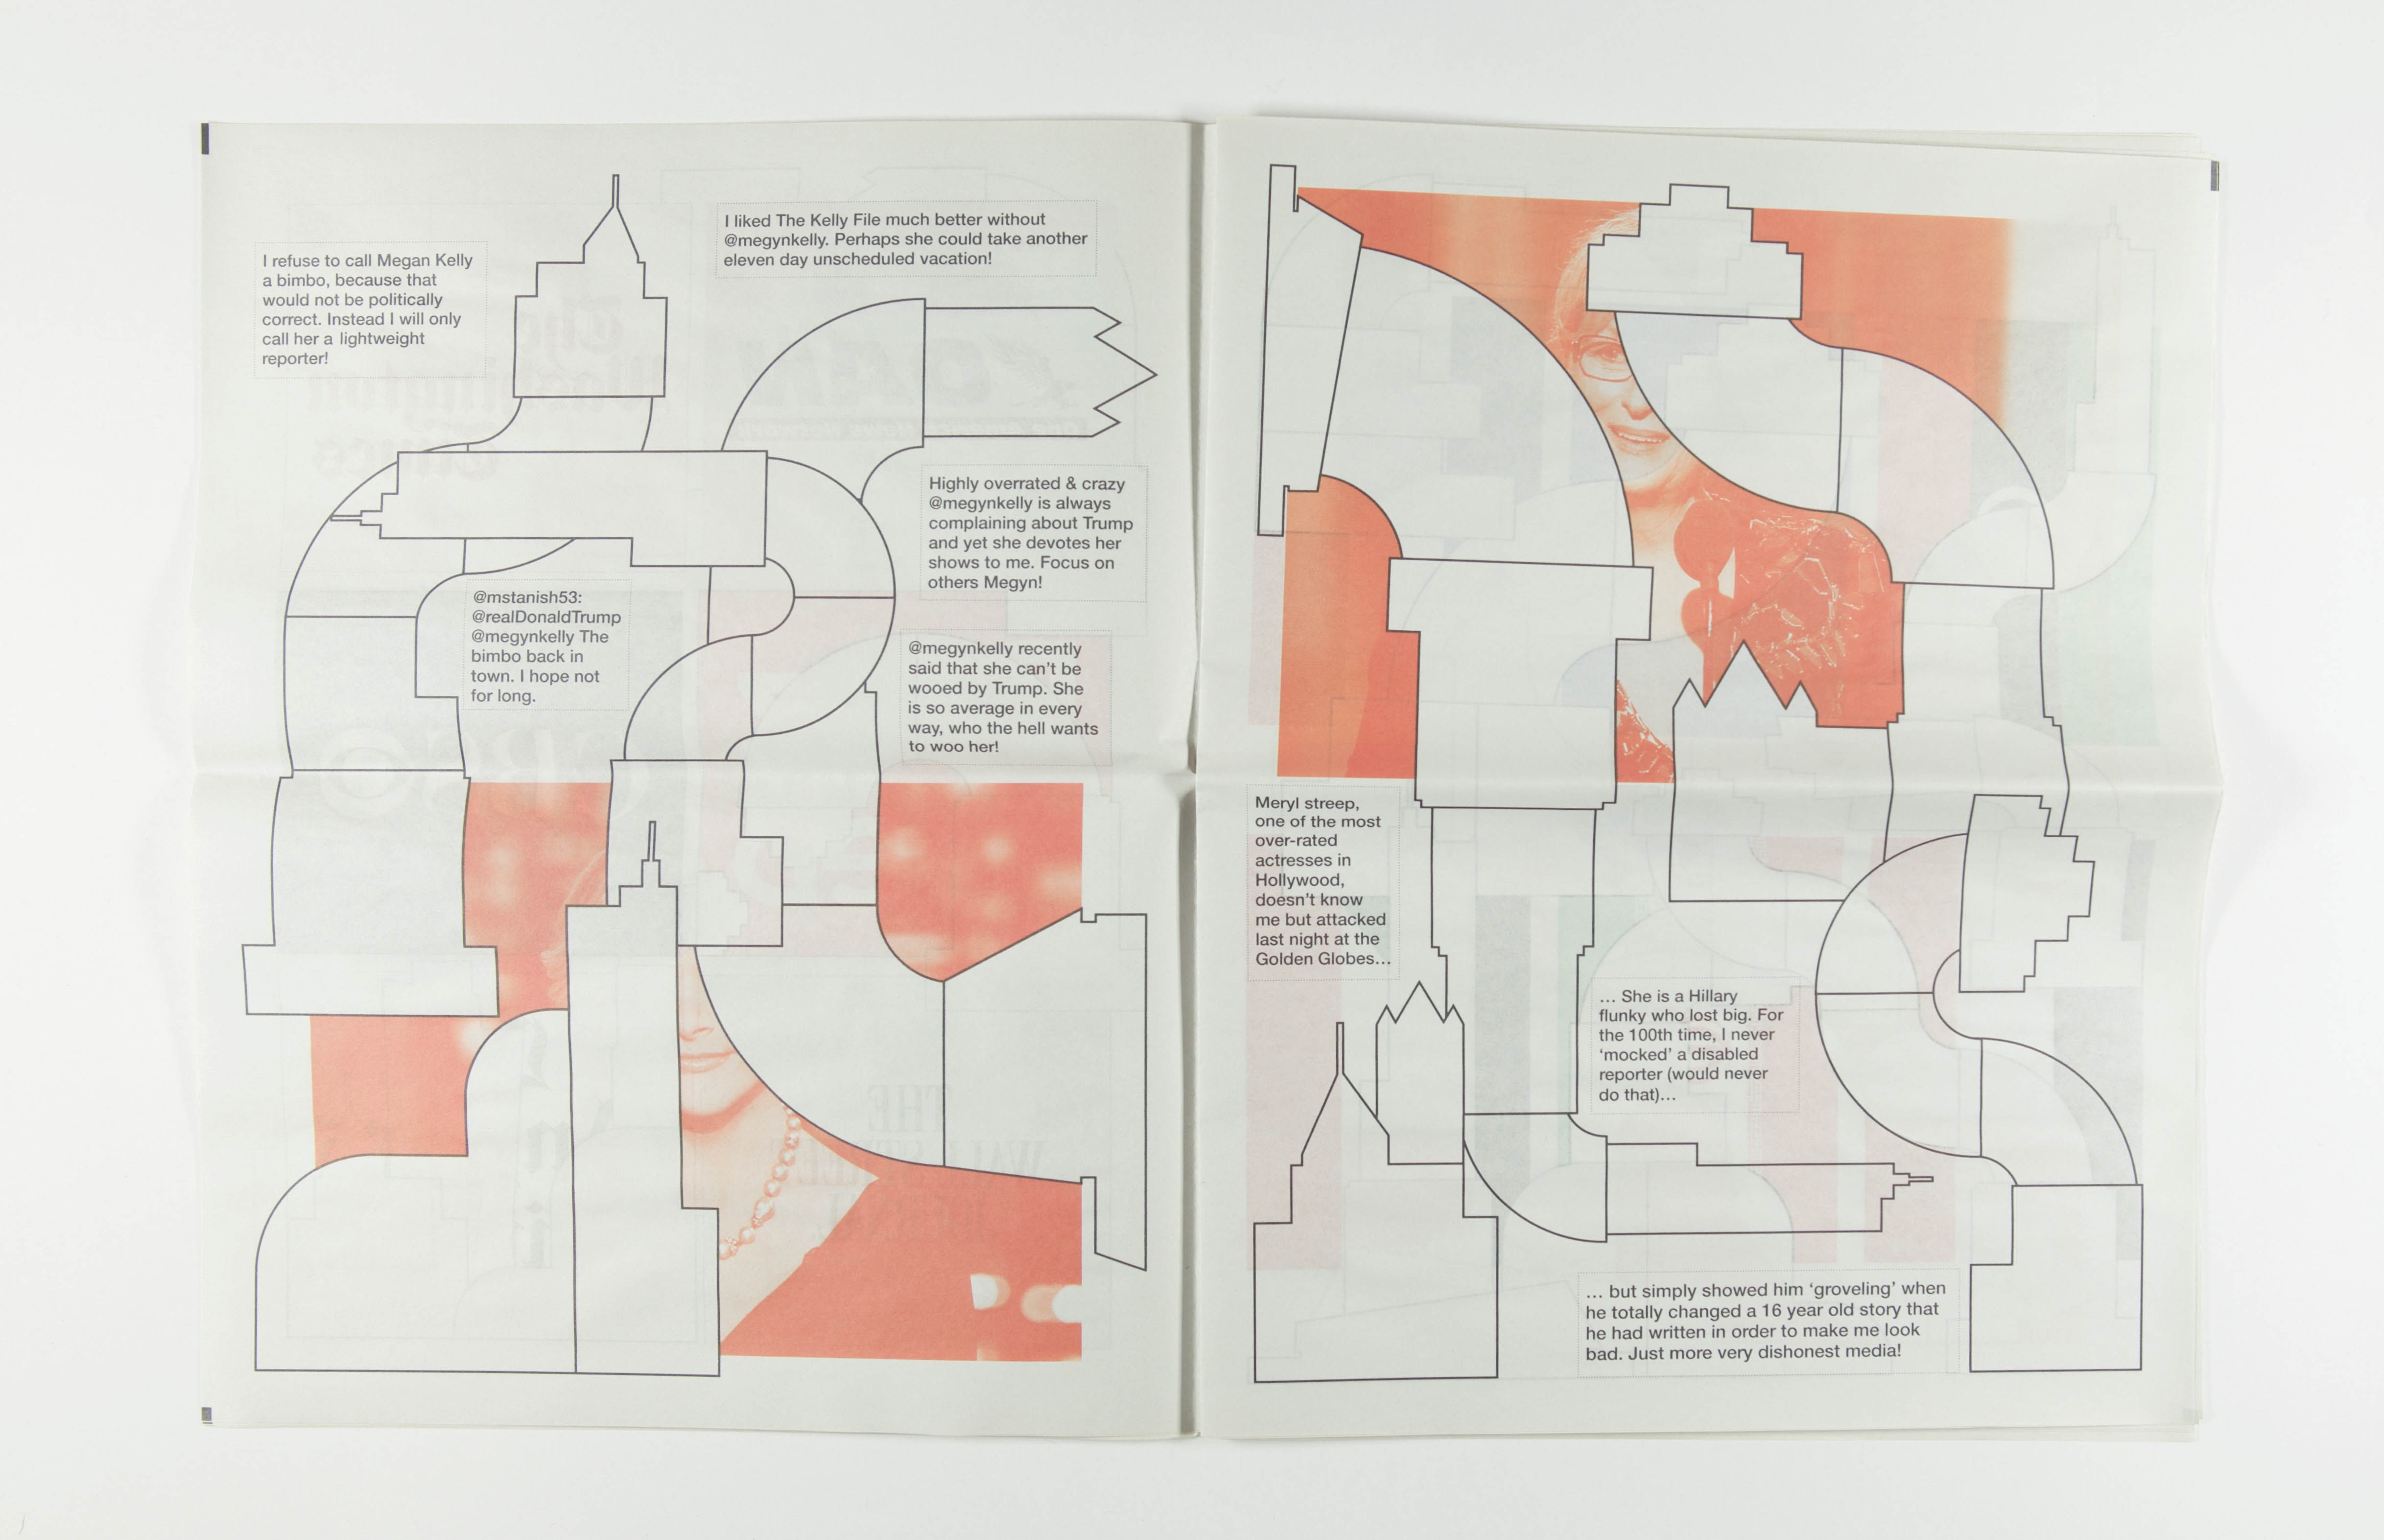 I refuse to call Megan Kelly
a bimbo, because that
would not be politically
correct. Instead I will only
call her a lightweight
reporter!
I liked The Kelly File much better without
@megynkelly. Perhaps she could take another
eleven day unscheduled vacation!
Highly overrated & crazy
@megynkelly is always
complaining about Trump
and yet she devotes her
shows to me. Focus on
others Megyn!
@mstanish53:
@realDonaldTrump
@megynkelly The
bimbo back in
town. I hope not
for long.
@megynkelly recently
said that she can’t be
wooed by Trump. She
is so average in every
way, who the hell wants
to woo her!
Meryl streep,
one of the most
over-rated
actresses in
Hollywood,
doesn’t know
me but attacked
last night at the
Golden Globes…
… She is a Hillary
flunky who lost big. For
the 100th time, I never
‘mocked’ a disabled
reporter (would never
do that)…
… but simply showed him ‘groveling’ when
he totally changed a 16 year old story that
he had written in order to make me look
bad. Just more very dishonest media!